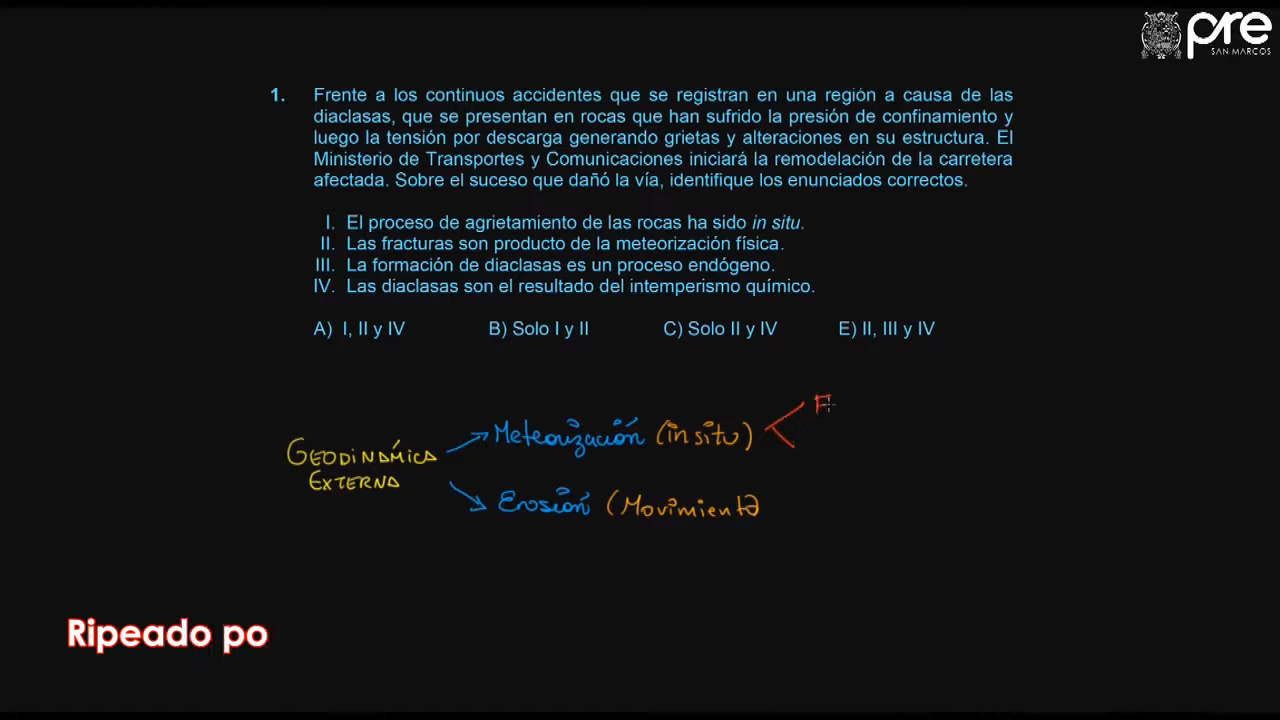 pre
SAN MARCOS
1. Frente a los continuos accidentes que se registran en una región a causa de las
diaclasas, que se presentan en rocas que han sufrido la presión de confinamiento y
luego la tensión por descarga generando grietas y alteraciones en su estructura. El
Ministerio de Transportes y Comunicaciones iniciará la remodelación de la carretera
afectada. Sobre el suceso que dañó la vía, identifique los enunciados correctos.
I. El proceso de agrietamiento de las rocas ha sido in situ.
II. Las fracturas son producto de la meteorización física.
III. La formación de diaclasas es un proceso endógeno.
IV. Las diaclasas son el resultado del intemperismo químico.
A) I, II y IV B) Solo I y II C) Solo II y IV E) II, III y IV
F
Meteorización (in situ)
GEODINÁMICA
EXTERNA
Erosión (Movimiento)
Ripeado po